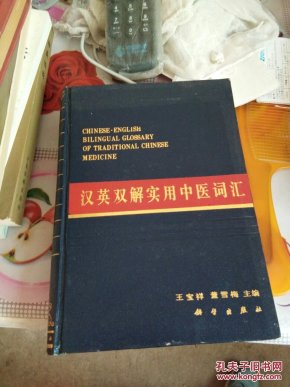 CHINESE-ENGLISH
BILINGUAL GLOSSARY
OF TRADITIONAL CHINESE
MEDICINE
汉英双解实用中医词汇
王宝祥 董雪梅 主编
科学出版社
孔夫子旧书网